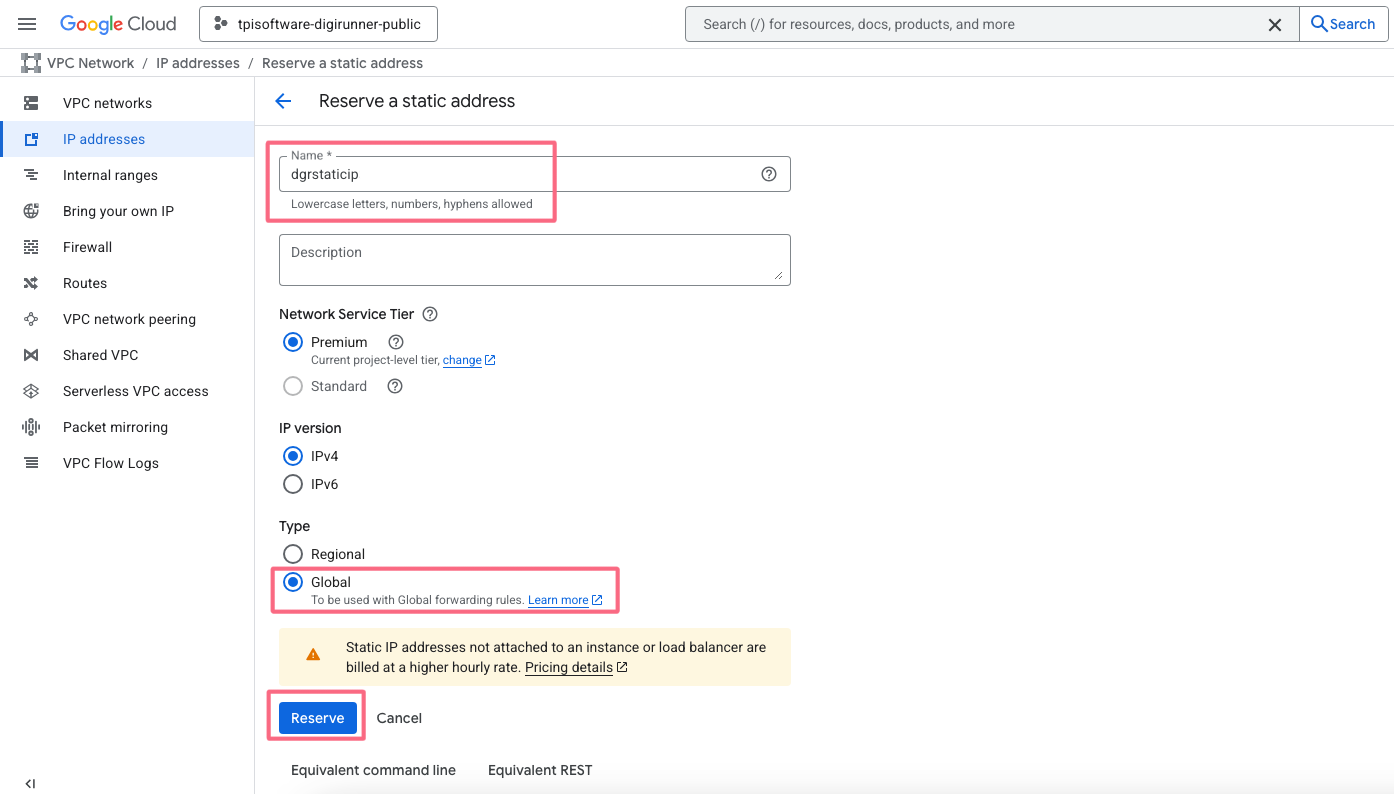 Google Cloud
tpisoftware-digirunner-public
Search (/) for resources, docs, products, and more
Search
VPC Network / IP addresses / Reserve a static address
VPC networks
IP addresses
Internal ranges
Bring your own IP
Firewall
Routes
VPC network peering
Shared VPC
Serverless VPC access
Packet mirroring
VPC Flow Logs
Reserve a static address
Name *
dgrstaticip
Lowercase letters, numbers, hyphens allowed
Description
Network Service Tier
Premium
Current project-level tier, change
Standard
IP version
IPv4
IPv6
Type
Regional
Global
To be used with Global forwarding rules. Learn more
Static IP addresses not attached to an instance or load balancer are
billed at a higher hourly rate. Pricing details
Reserve
Cancel
Equivalent command line
Equivalent REST